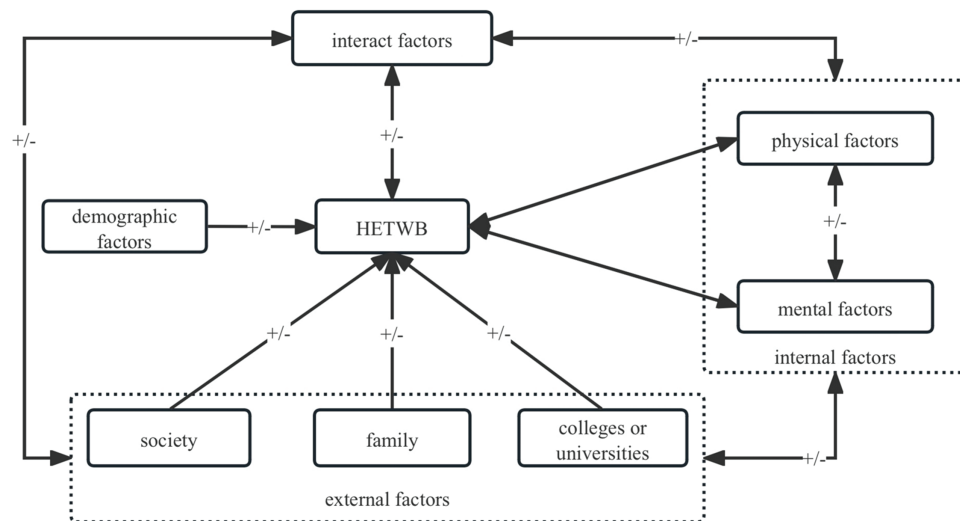 interact factors
+/-
+/-
+/-
physical factors
demographic
factors
+/-
HETWB
+/-
mental factors
+/-
+/-
+/-
internal factors
society
family
colleges or
universities
+/-
external factors